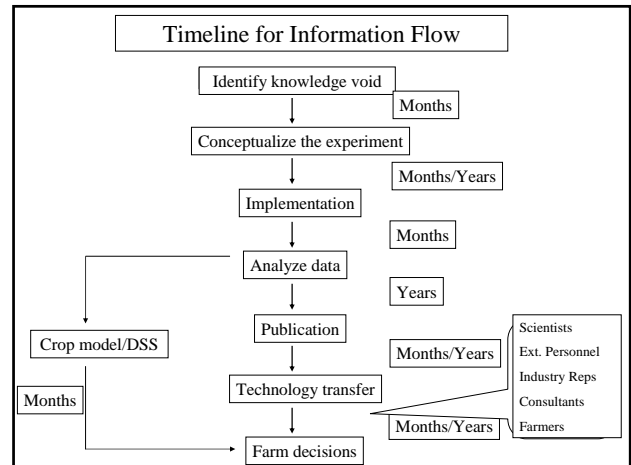 Timeline for Information Flow
Identify knowledge void
Months
Conceptualize the experiment
Months/Years
Implementation
Months
Analyze data
Years
Publication
Crop model/DSS
Months/Years
Scientists
Ext. Personnel
Industry Reps
Consultants
Farmers
Technology transfer
Months
Months/Years
Farm decisions